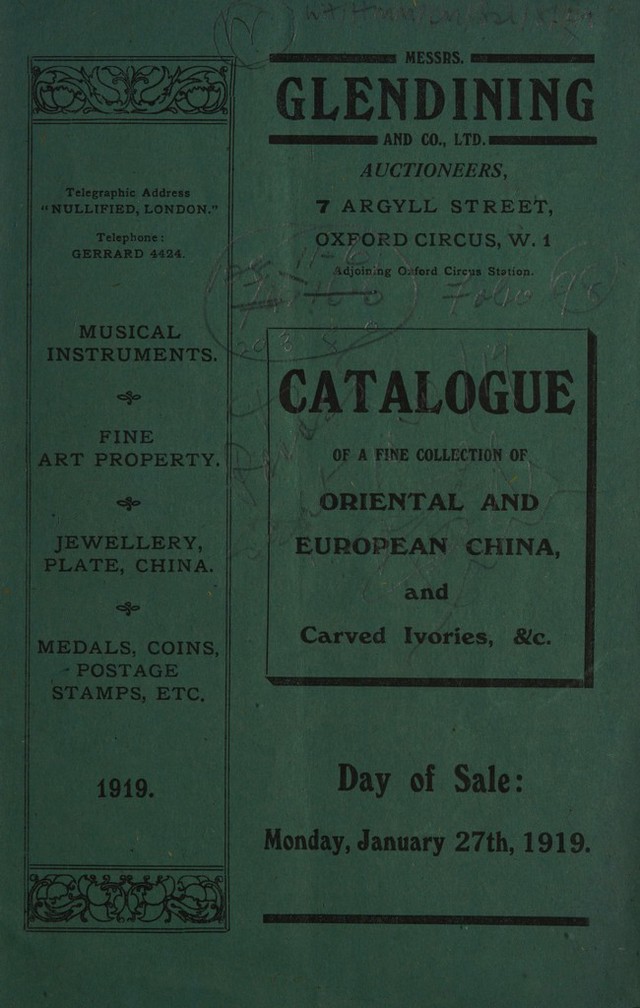 Telegraphic Address
"NULLIFIED, LONDON."
Telephone:
GERRARD 4424.
MUSICAL
INSTRUMENTS.
FINE
ART PROPERTY.
JEWELLERY,
PLATE, CHINA.
MEDALS, COINS,
POSTAGE
STAMPS, ETC.
1919.
MESSRS.
GLENDINING
AND CO., LTD.
AUCTIONEERS,
7 ARGYLL STREET,
OXFORD CIRCUS, W. 1
Adjoining Oxford Circus Station.
Folio 98
CATALOGUE
OF A FINE COLLECTION OF
ORIENTAL AND
EUROPEAN CHINA,
and
Carved Ivories, &c.
Day of Sale:
Monday, January 27th, 1919.